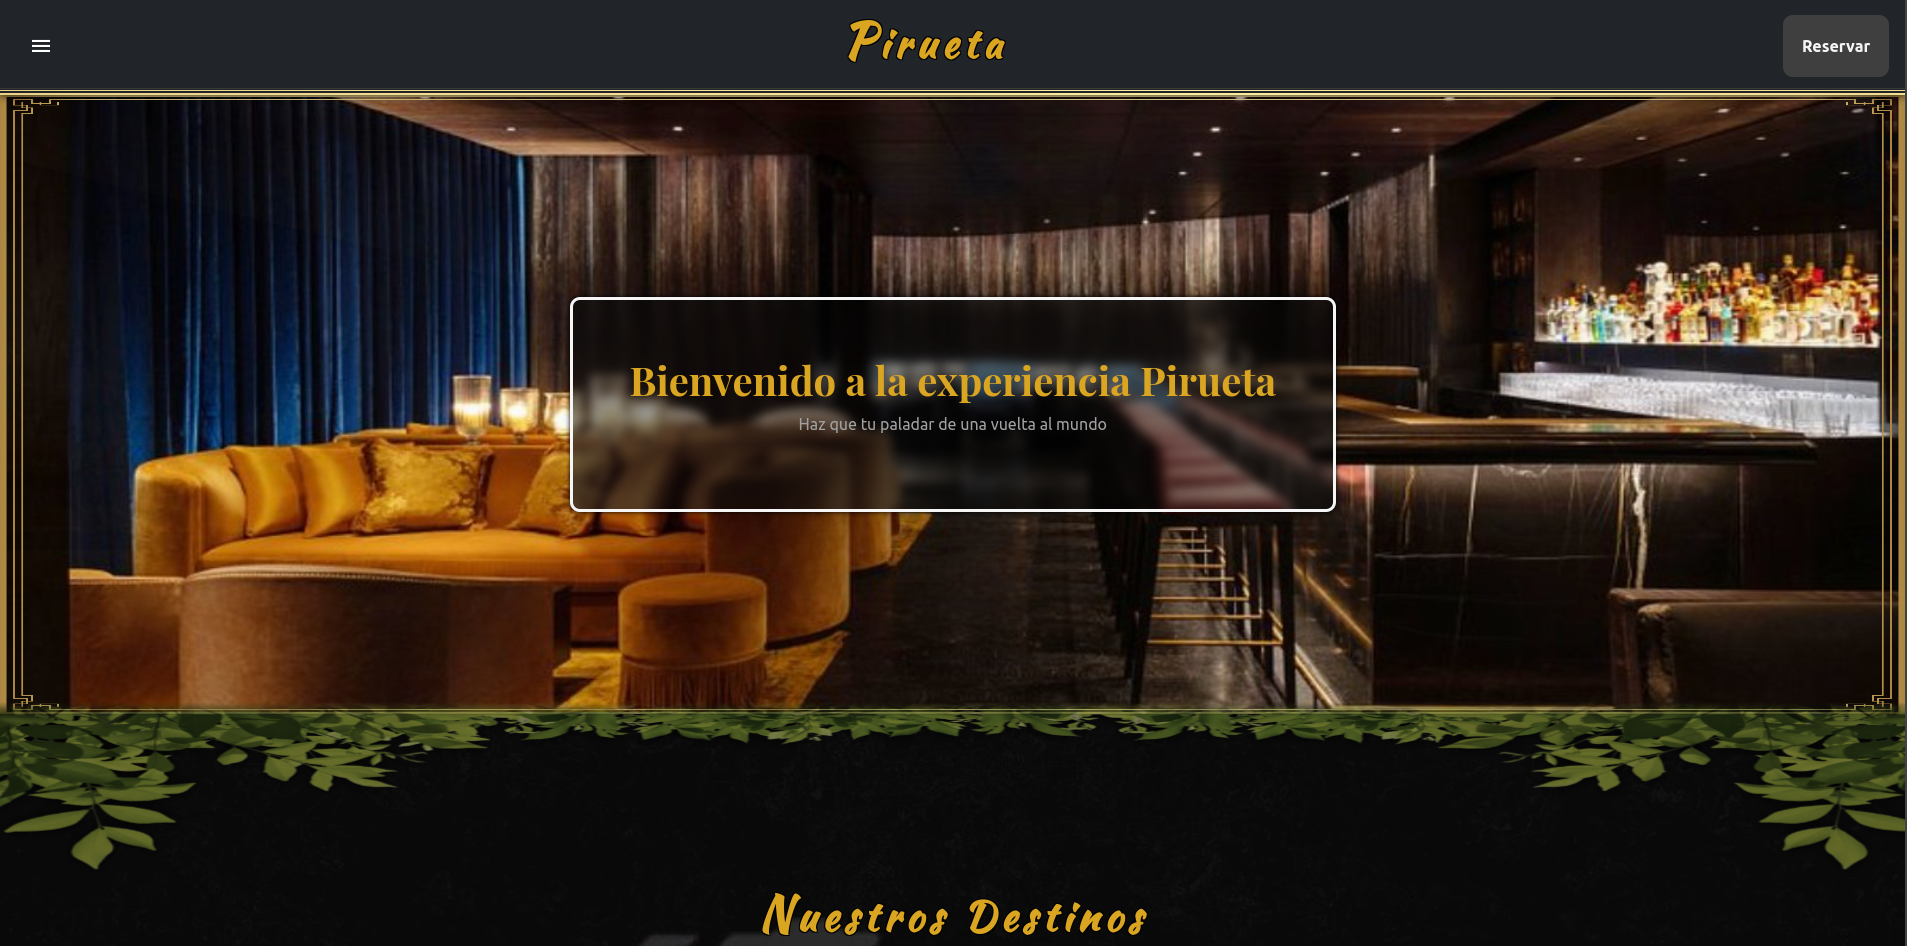 Pirueta
Reservar
Bienvenido a la experiencia Pirueta
Haz que tu paladar de una vuelta al mundo
Nuestros Destinos